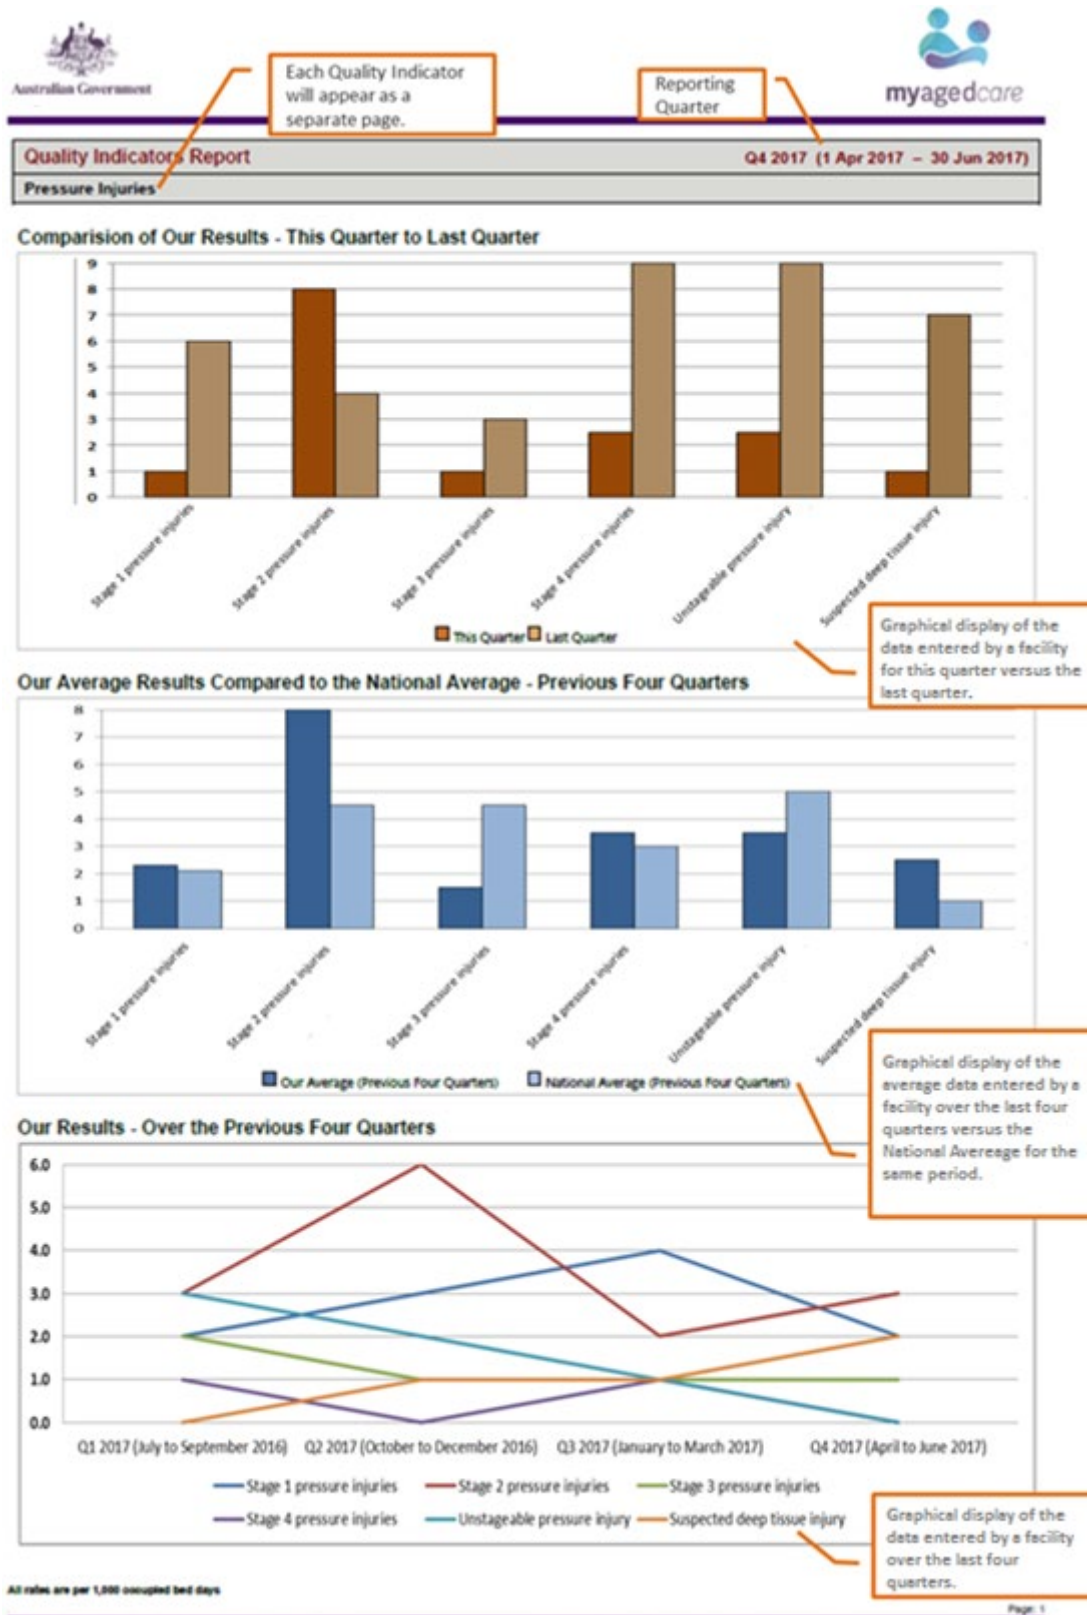 Australian Government
Each Quality Indicator
will appear as a
separate page.
Reporting
Quarter
myagedcare
Quality Indicators Report
Q4 2017 (1 Apr 2017 – 30 Jun 2017)
Pressure Injuries
Comparision of Our Results - This Quarter to Last Quarter
9
8
7
6
5
4
3
2
1
0
Stage 1 pressure injuries
Stage 2 pressure injuries
Stage 3 pressure injuries
Stage 4 pressure injuries
Unstageable pressure injury
Suspected deep tissue injury
This Quarter
Last Quarter
Graphical display of the
data entered by a facility
for this quarter versus the
last quarter.
Our Average Results Compared to the National Average - Previous Four Quarters
8
7
6
5
4
3
2
1
0
Stage 1 pressure injuries
Stage 2 pressure injuries
Stage 3 pressure injuries
Stage 4 pressure injuries
Unstageable pressure injury
Suspected deep tissue injury
Our Average (Previous Four Quarters)
National Average (Previous Four Quarters)
Graphical display of the
average data entered by a
facility over the last four
quarters versus the
National Avereage for the
same period.
Our Results - Over the Previous Four Quarters
6.0
5.0
4.0
3.0
2.0
1.0
0.0
Q1 2017 (July to September 2016)
Q2 2017 (October to December 2016)
Q3 2017 (January to March 2017)
Q4 2017 (April to June 2017)
Stage 1 pressure injuries
Stage 2 pressure injuries
Stage 3 pressure injuries
Stage 4 pressure injuries
Unstageable pressure injury
Suspected deep tissue injury
Graphical display of the
data entered by a facility
over the last four
quarters.
All rates are per 1,000 occupied bed days
Page: 1